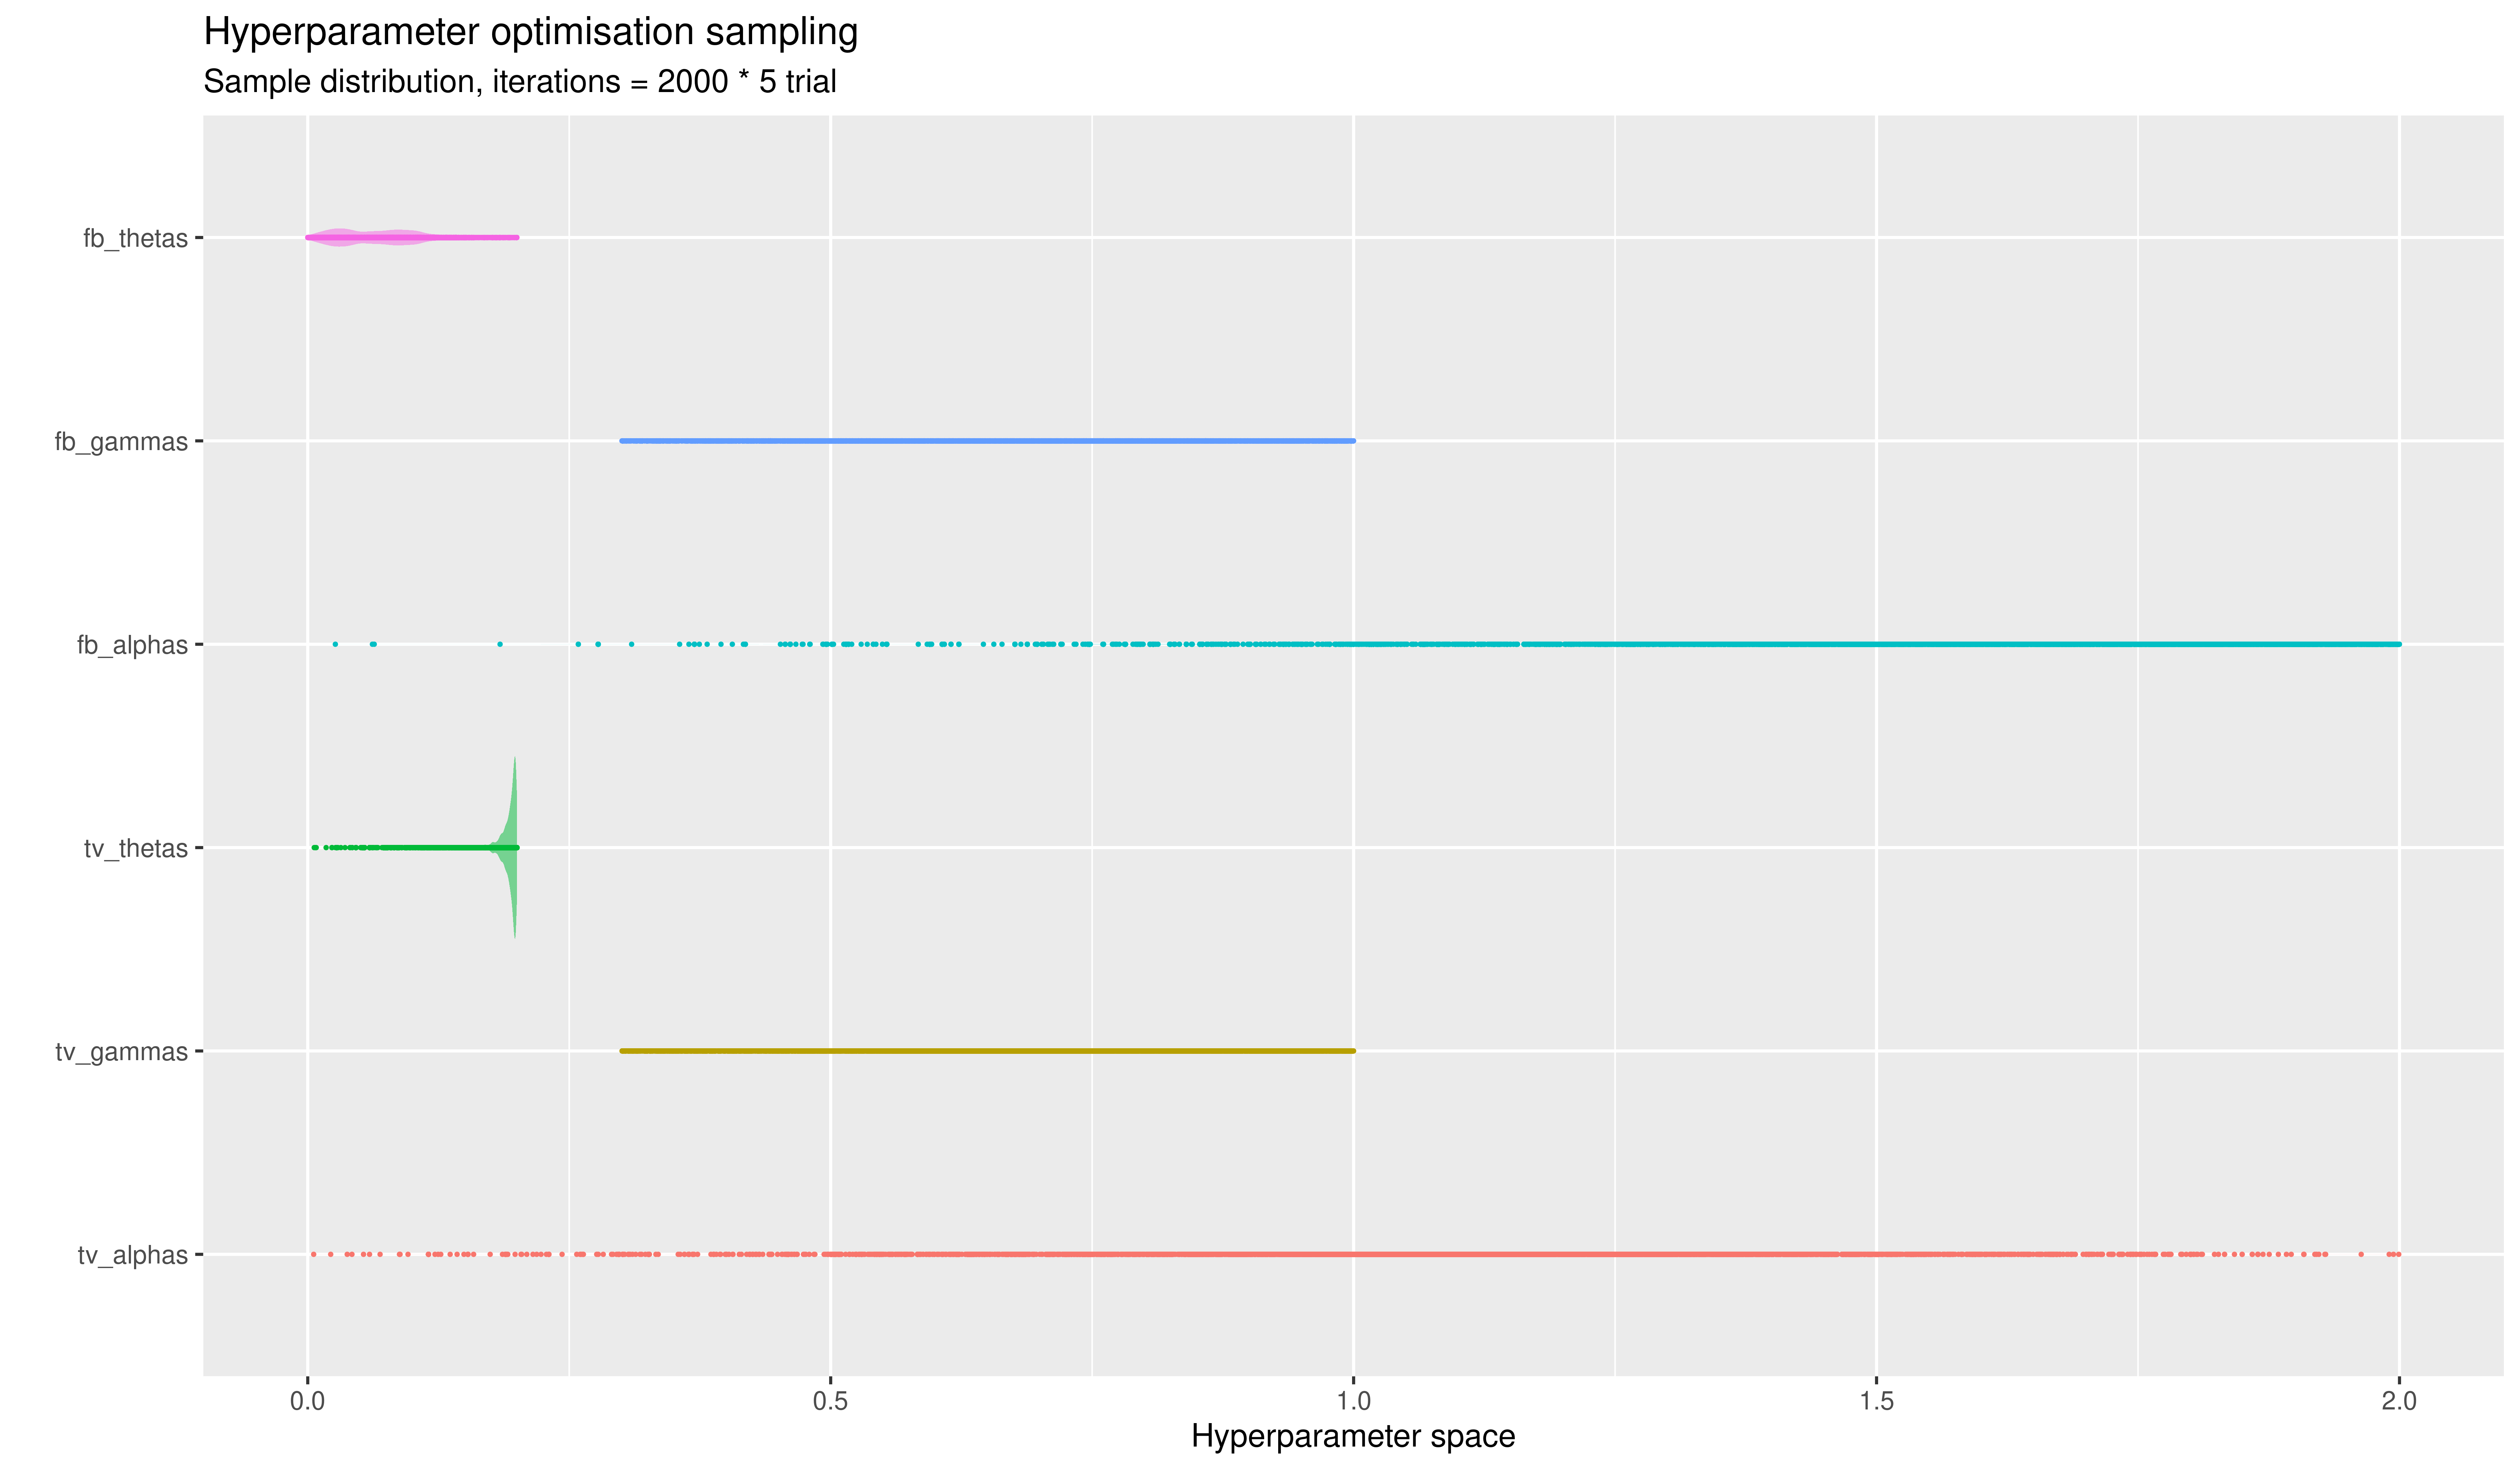 Hyperparameter optimisation sampling
Sample distribution, iterations = 2000 * 5 trial
fb_thetas
fb_gammas
fb_alphas
tv_thetas
tv_gammas
tv_alphas
0.0 0.5 1.0 1.5 2.0
Hyperparameter space